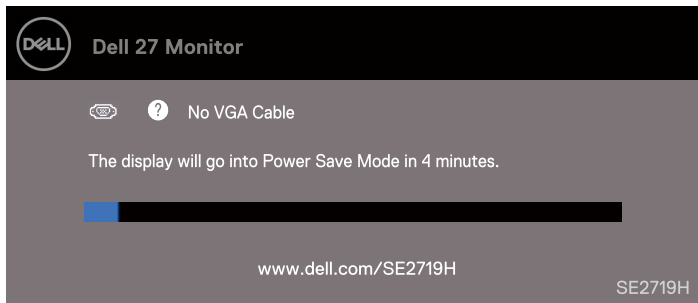 DELL
Dell 27 Monitor
? No VGA Cable
The display will go into Power Save Mode in 4 minutes.
www.dell.com/SE2719H
SE2719H